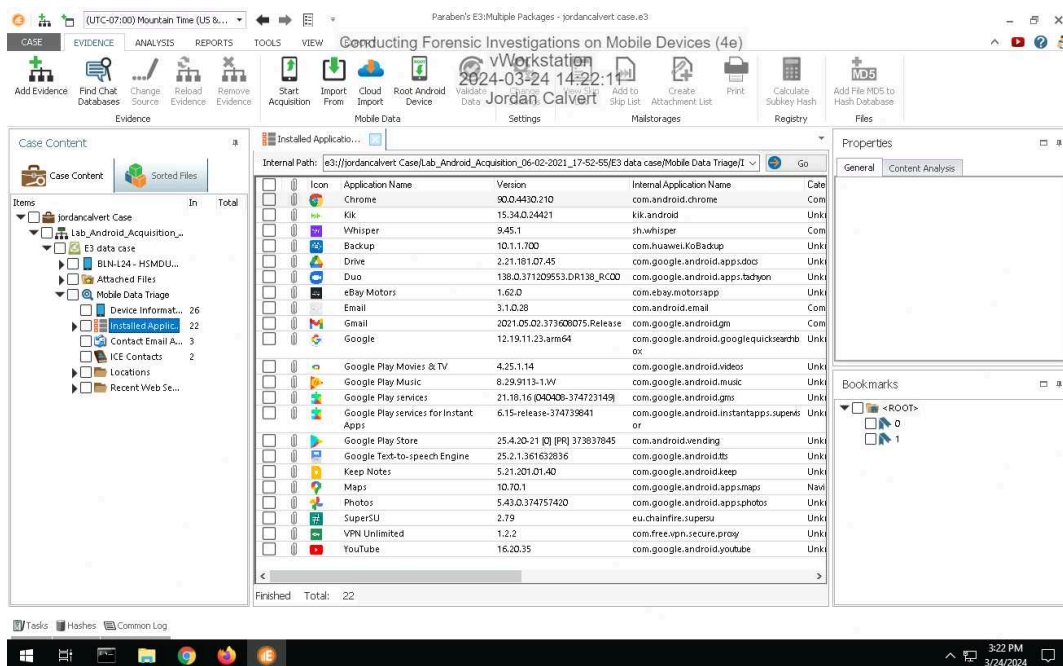 (UTC-07:00) Mountain Time (US &...
Paraben's E3:Multiple Packages - jordancalvert case.e3
CASE EVIDENCE ANALYSIS REPORTS TOOLS VIEW
Conducting Forensic Investigations on Mobile Devices (4e)
vWorkstation
2024-03-24 14:22:11
Jordan Calvert
Add Evidence
Find Chat Databases
Change Source
Reload Evidence
Remove Evidence
Start Acquisition
Import From
Cloud Import
Root Android Device
Validate Data
Add to Skip List
Create Attachment List
Print
Calculate Subkey Hash
MD5
Add File MD5 to Hash Database
Evidence Mobile Data Settings Mailstorages Registry Files
Case Content
Case Content Sorted Files
Items In Total
jordancalvert Case
Lab_Android_Acquisition_...
E3 data case
BLN-L24 - HSMDU...
Attached Files
Mobile Data Triage
Device Informat... 26
Installed Applic... 22
Contact Email A... 3
ICE Contacts 2
Locations
Recent Web Se...
Installed Applicatio...
Internal Path: e3://jordancalvert Case/Lab_Android_Acquisition_06-02-2021_17-52-55/E3 data case/Mobile Data Triage/I Go
Icon Application Name Version Internal Application Name Cate
Chrome 90.0.4430.210 com.android.chrome Com
Kik 15.34.0.24421 kik.android Unkı
Whisper 9.45.1 sh.whisper Com
Backup 10.1.1.700 com.huawei.KoBackup Unkı
Drive 2.21.181.07.45 com.google.android.apps.docs Unkı
Duo 138.0.371209553.DR138_RC00 com.google.android.apps.tachyon Unkı
eBay Motors 1.62.0 com.ebay.motorsapp Unkı
Email 3.1.0.28 com.android.email Com
Gmail 2021.05.02.373608075.Release com.google.android.gm Com
Google 12.19.11.23.arm64 com.google.android.googlequicksearchb Unkı
ox
Google Play Movies & TV 4.25.1.14 com.google.android.videos Unkı
Google Play Music 8.29.9113-1.W com.google.android.music Unkı
Google Play services 21.18.16 (040408-374723149) com.google.android.gms Unkı
Google Play services for Instant 6.15-release-374739841 com.google.android.instantapps.supervis Unkı
Apps or
Google Play Store 25.4.20-21 [0] [PR] 373837845 com.android.vending Unkı
Google Text-to-speech Engine 25.2.1.361632836 com.google.android.tts Unkı
Keep Notes 5.21.201.01.40 com.google.android.keep Unkı
Maps 10.70.1 com.google.android.apps.maps Navi
Photos 5.43.0.374757420 com.google.android.apps.photos Unkı
SuperSU 2.79 eu.chainfire.supersu Unkı
VPN Unlimited 1.2.2 com.free.vpn.secure.proxy Unkı
YouTube 16.20.35 com.google.android.youtube Unkı
Finished Total: 22
Properties
General Content Analysis
Bookmarks
<ROOT>
0
1
Tasks Hashes Common Log
3:22 PM
3/24/2024